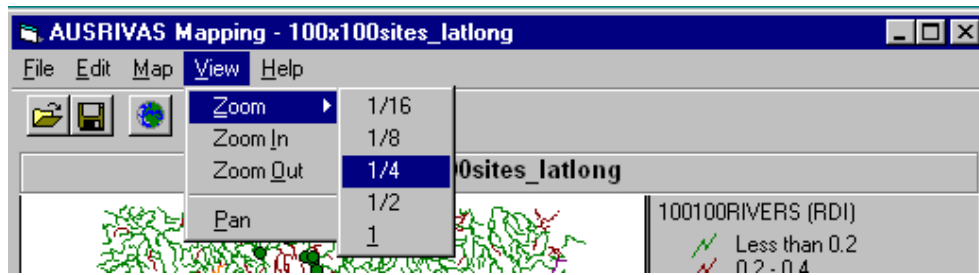 AUSRIVAS Mapping - 100x100sites_latlong
File Edit Map View Help
Zoom
Zoom In
Zoom Out
Pan
1/16
1/8
1/4
1/2
1
0sites_latlong
100100RIVERS (RDI)
Less than 0.2
0.2 - 0.4